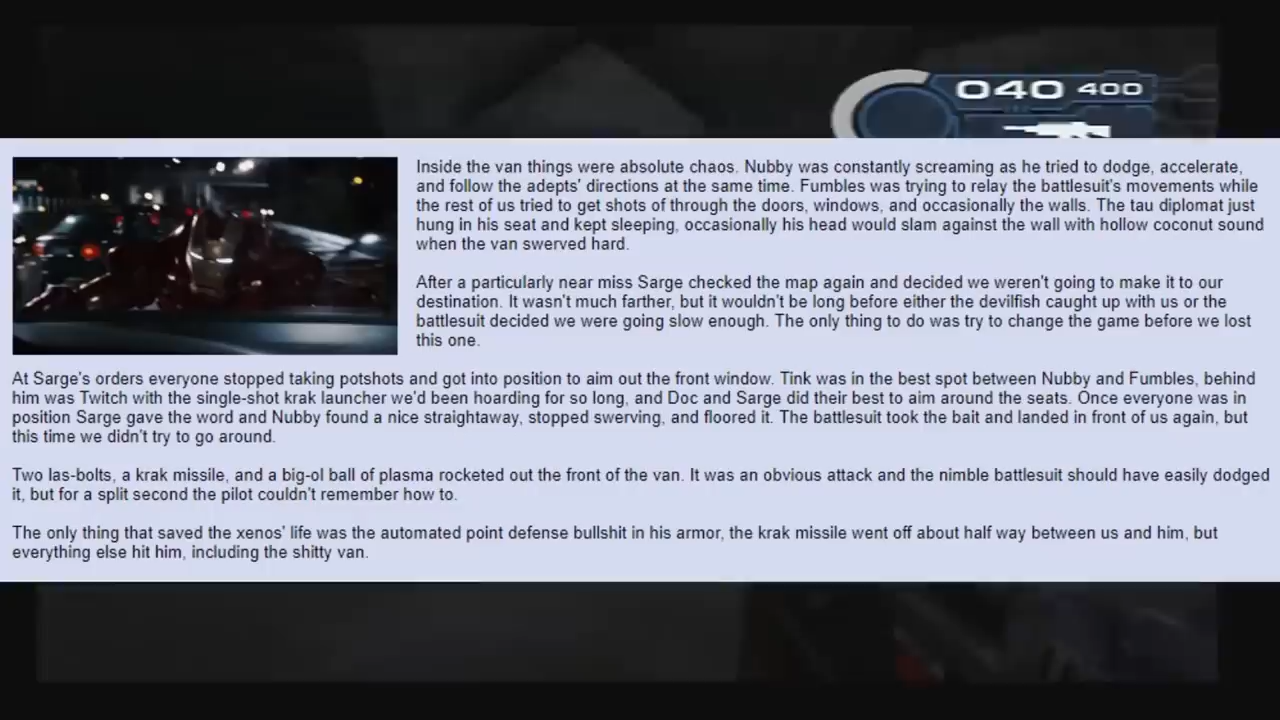 040 400
Inside the van things were absolute chaos. Nubby was constantly screaming as he tried to dodge, accelerate,
and follow the adepts' directions at the same time. Fumbles was trying to relay the battlesuit's movements while
the rest of us tried to get shots of through the doors, windows, and occasionally the walls. The tau diplomat just
hung in his seat and kept sleeping, occasionally his head would slam against the wall with hollow coconut sound
when the van swerved hard.
After a particularly near miss Sarge checked the map again and decided we weren't going to make it to our
destination. It wasn't much farther, but it wouldn't be long before either the devilfish caught up with us or the
battlesuit decided we were going slow enough. The only thing to do was try to change the game before we lost
this one.
At Sarge's orders everyone stopped taking potshots and got into position to aim out the front window. Tink was in the best spot between Nubby and Fumbles, behind
him was Twitch with the single-shot krak launcher we'd been hoarding for so long, and Doc and Sarge did their best to aim around the seats. Once everyone was in
position Sarge gave the word and Nubby found a nice straightaway, stopped swerving, and floored it. The battlesuit took the bait and landed in front of us again, but
this time we didn't try to go around.
Two las-bolts, a krak missile, and a big-ol ball of plasma rocketed out the front of the van. It was an obvious attack and the nimble battlesuit should have easily dodged
it, but for a split second the pilot couldn't remember how to.
The only thing that saved the xenos' life was the automated point defense bullshit in his armor, the krak missile went off about half way between us and him, but
everything else hit him, including the shitty van.